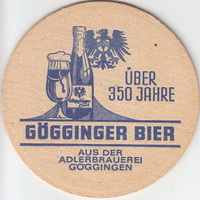 ÜBER
350 JAHRE
GÖGGINGER BIER
AUS DER
ADLERBRAUEREI
GÖGGINGEN